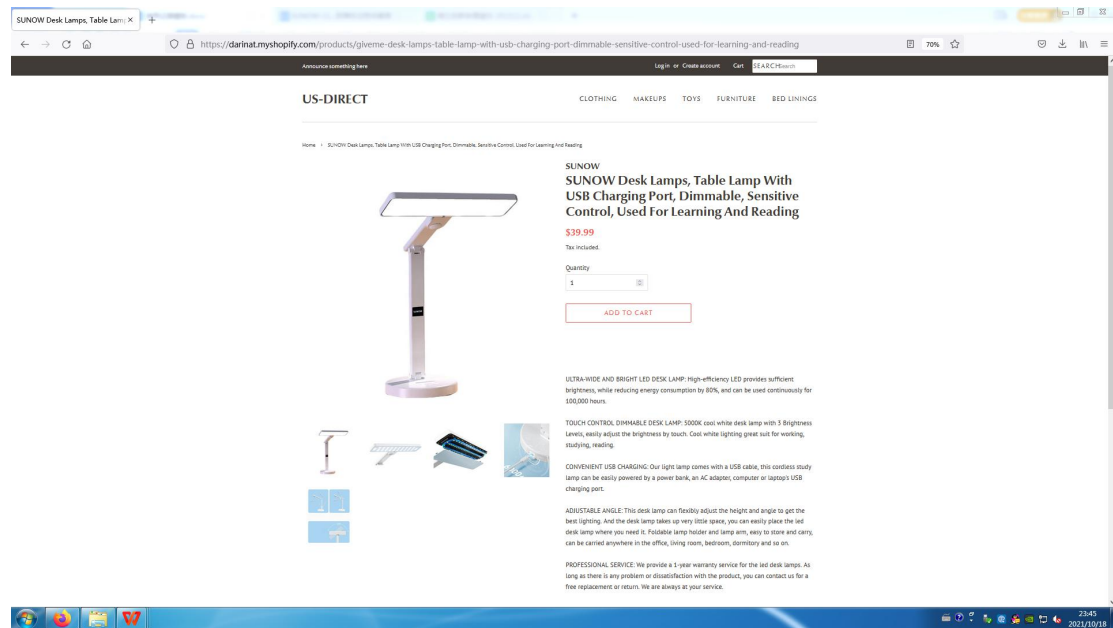 SUNOW Desk Lamps, Table Lamp
https://darinat.myshopify.com/products/giveme-desk-lamps-table-lamp-with-usb-charging-port-dimmable-sensitive-control-used-for-learning-and-reading
70%
Announce something here
Log in or Create account
Cart
SEARCH
Search
US-DIRECT
CLOTHING MAKEUPS TOYS FURNITURE BED LININGS
Home › SUNOW Desk Lamps, Table Lamp With USB Charging Port, Dimmable, Sensitive Control, Used For Learning And Reading
SUNOW
SUNOW Desk Lamps, Table Lamp With
USB Charging Port, Dimmable, Sensitive
Control, Used For Learning And Reading
$39.99
Tax included.
Quantity
1
ADD TO CART
ULTRA-WIDE AND BRIGHT LED DESK LAMP: High-efficiency LED provides sufficient
brightness, while reducing energy consumption by 80%, and can be used continuously for
100,000 hours.
TOUCH CONTROL DIMMABLE DESK LAMP: 5000K cool white desk lamp with 3 Brightness
Levels, easily adjust the brightness by touch. Cool white lighting great suit for working,
studying, reading.
CONVENIENT USB CHARGING: Our light lamp comes with a USB cable, this cordless study
lamp can be easily powered by a power bank, an AC adapter, computer or laptop's USB
charging port.
ADJUSTABLE ANGLE: This desk lamp can flexibly adjust the height and angle to get the
best lighting. And the desk lamp takes up very little space, you can easily place the led
desk lamp where you need it. Foldable lamp holder and lamp arm, easy to store and carry,
can be carried anywhere in the office, living room, bedroom, dormitory and so on.
PROFESSIONAL SERVICE: We provide a 1-year warranty service for the led desk lamps. As
long as there is any problem or dissatisfaction with the product, you can contact us for a
free replacement or return. We are always at your service.
23:45
2021/10/18